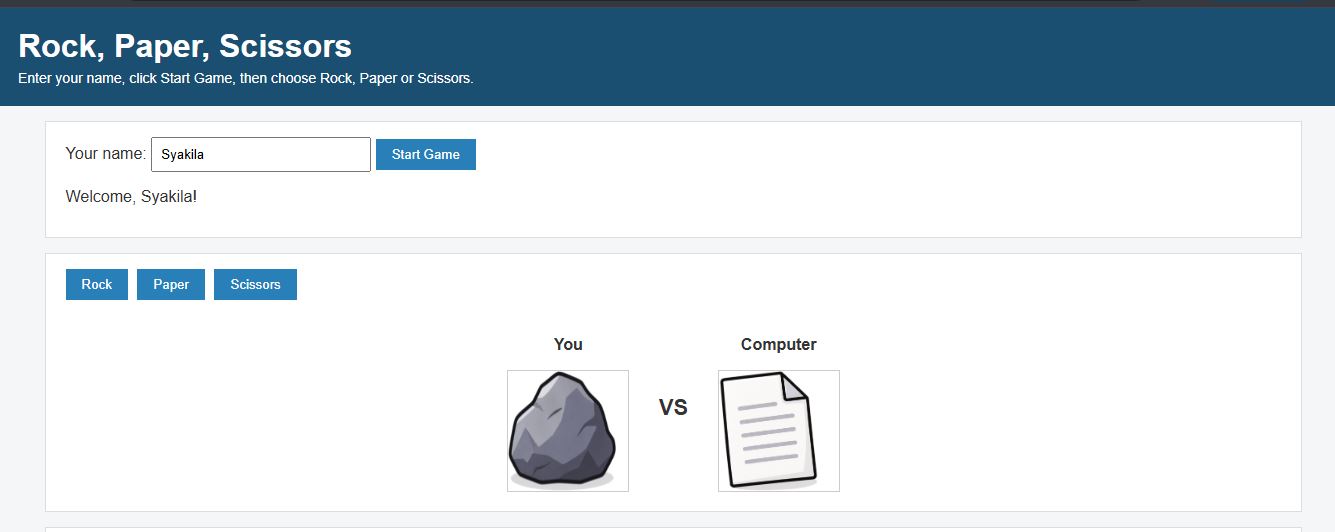 Rock, Paper, Scissors
Enter your name, click Start Game, then choose Rock, Paper or Scissors.
Your name: Syakila Start Game
Welcome, Syakila!
Rock Paper Scissors
You Computer
VS